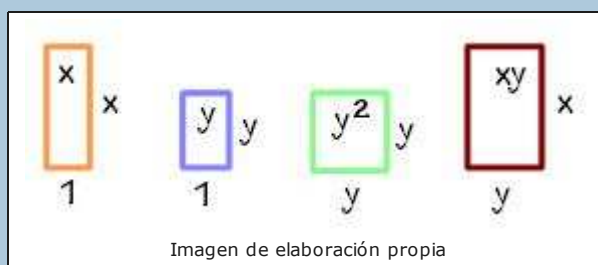 x x 1
y y 1
y² y y
xy x y
Imagen de elaboración propia